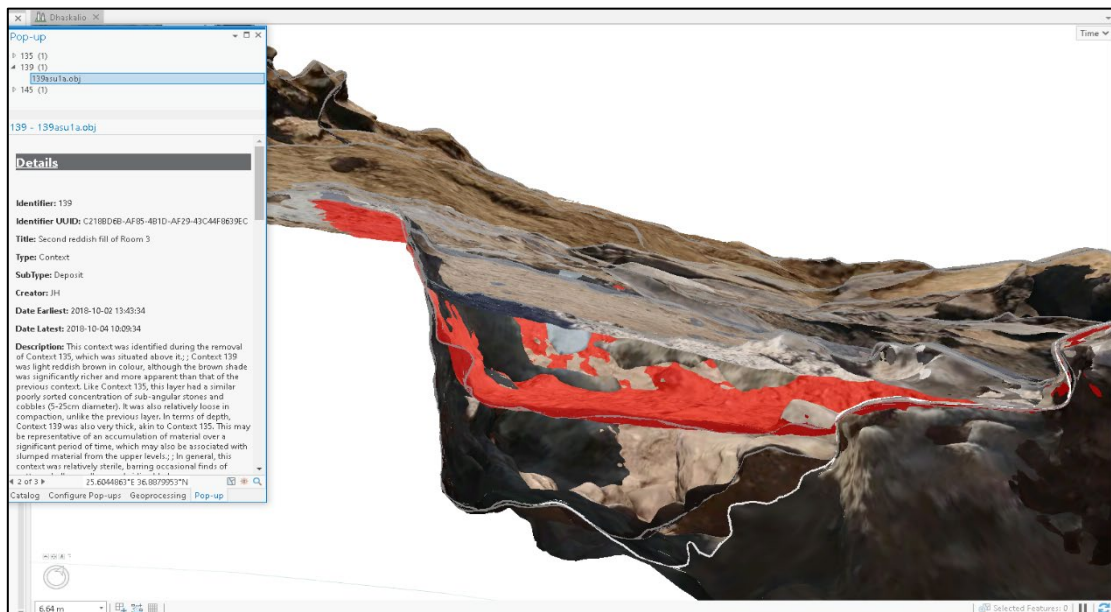 Dhaskalio
Time
Pop-up
135 (1)
139 (1)
139asu1a.obj
145 (1)
139 - 139asu1a.obj
Details
Identifier: 139
Identifier UUID: C218BD6B-AF85-4B1D-AF29-43C44F8639EC
Title: Second reddish fill of Room 3
Type: Context
SubType: Deposit
Creator: JH
Date Earliest: 2018-10-02 13:43:34
Date Latest: 2018-10-04 10:09:34
Description: This context was identified during the removal
of Context 135, which was situated above it.; ; Context 139
was light reddish brown in colour, although the brown shade
was significantly richer and more apparent than that of the
previous context. Like Context 135, this layer had a similar
poorly sorted concentration of sub-angular stones and
cobbles (5-25cm diameter). It was also relatively loose in
compaction, unlike the previous layer. In terms of depth,
Context 139 was also very thick, akin to Context 135. This may
be representative of an accumulation of material over a
significant period of time, which may also be associated with
slumped material from the upper levels.; ; In general, this
context was relatively sterile, barring occasional finds of
2 of 3
25.6044863°E 36.8879953°N
Catalog Configure Pop-ups Geoprocessing Pop-up
6.64 m
Selected Features: 0